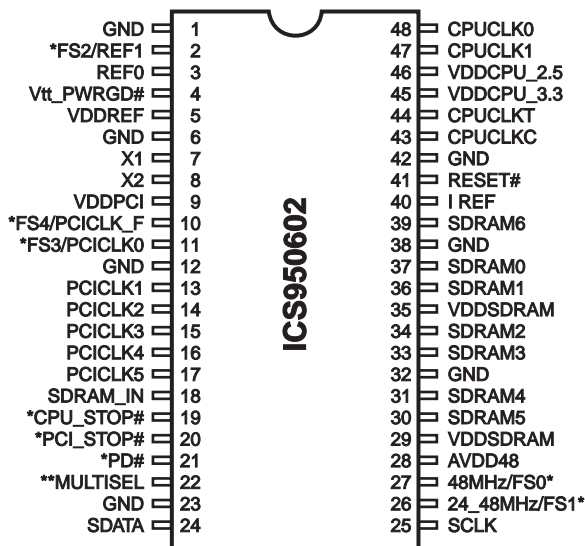 GND 1 48 CPUCLK0
*FS2/REF1 2 47 CPUCLK1
REF0 3 46 VDDCPU_2.5
Vtt_PWRGD# 4 45 VDDCPU_3.3
VDDREF 5 44 CPUCLKT
GND 6 43 CPUCLKC
X1 7 42 GND
X2 8 41 RESET#
VDDPCI 9 40 I REF
*FS4/PCICLK_F 10 39 SDRAM6
*FS3/PCICLK0 11 38 GND
GND 12 37 SDRAM0
PCICLK1 13 36 SDRAM1
PCICLK2 14 35 VDDSDRAM
PCICLK3 15 34 SDRAM2
PCICLK4 16 33 SDRAM3
PCICLK5 17 32 GND
SDRAM_IN 18 31 SDRAM4
*CPU_STOP# 19 30 SDRAM5
*PCI_STOP# 20 29 VDDSDRAM
*PD# 21 28 AVDD48
**MULTISEL 22 27 48MHz/FS0*
GND 23 26 24_48MHz/FS1*
SDATA 24 25 SCLK
ICS950602